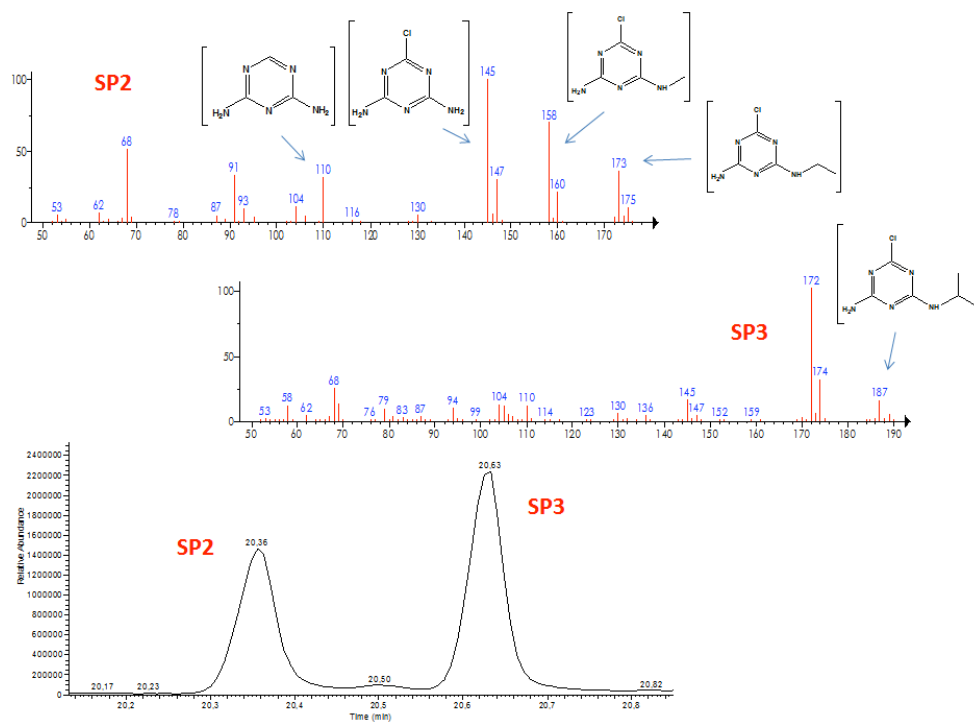 SP2
100
50
0
53
62
68
78
87
91
93
104
110
116
130
145
147
158
160
173
175
50 60 70 80 90 100 110 120 130 140 150 160 170
N N
H₂N N NH₂
Cl
N N
H₂N N NH₂
Cl
N N
H₂N N NH
Cl
N N
H₂N N NH
SP3
100
50
0
53
58
62
68
76
79
83
87
94
99
104
110
114
123
130
136
145
147
152
159
172
174
187
50 60 70 80 90 100 110 120 130 140 150 160 170 180 190
Cl
N N
H₂N N NH
Relative Abundance
2400000
2200000
2000000
1800000
1600000
1400000
1200000
1000000
800000
600000
400000
200000
0
SP2
SP3
20,17
20,23
20,36
20,50
20,63
20,82
20,2 20,3 20,4 20,5 20,6 20,7 20,8
Time (min)